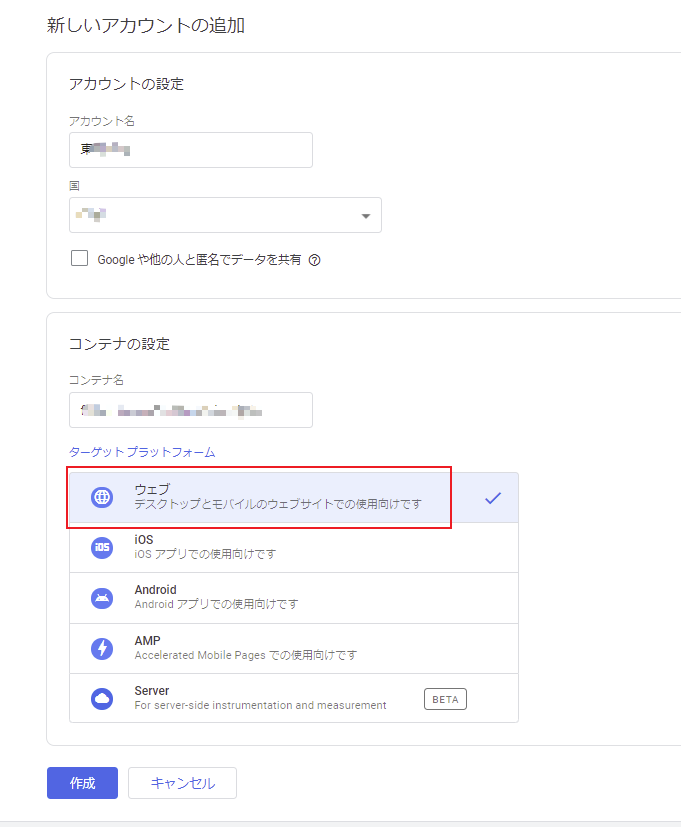 新しいアカウントの追加
アカウントの設定
アカウント名
東
国
Google や他の人と匿名でデータを共有
コンテナの設定
コンテナ名
ターゲット プラットフォーム
ウェブ
デスクトップとモバイルのウェブサイトでの使用向けです
iOS
iOS
iOS アプリでの使用向けです
Android
Android アプリでの使用向けです
AMP
Accelerated Mobile Pages での使用向けです
Server
For server-side instrumentation and measurement
BETA
作成
キャンセル